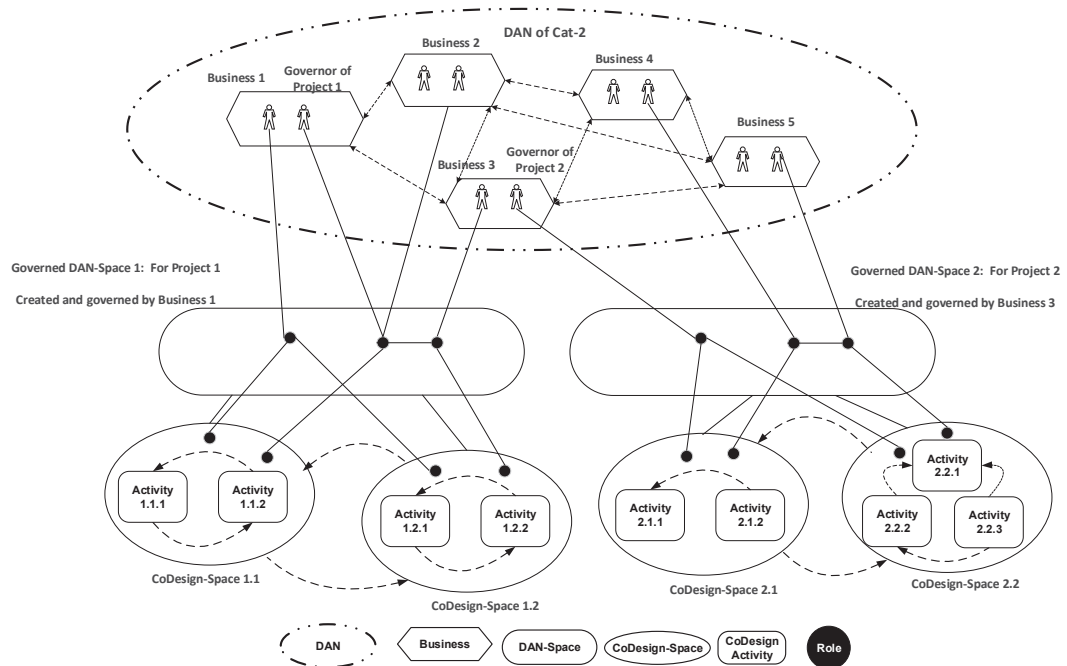 DAN of Cat-2
Business 2
Business 4
Business 1
Governor of
Project 1
Business 5
Business 3
Governor of
Project 2
Governed DAN-Space 1: For Project 1
Created and governed by Business 1
Governed DAN-Space 2: For Project 2
Created and governed by Business 3
Activity
1.1.1
Activity
1.1.2
Activity
1.2.1
Activity
1.2.2
Activity
2.1.1
Activity
2.1.2
Activity
2.2.1
Activity
2.2.2
Activity
2.2.3
CoDesign-Space 1.1
CoDesign-Space 1.2
CoDesign-Space 2.1
CoDesign-Space 2.2
DAN
Business
DAN-Space
CoDesign-Space
CoDesign
Activity
Role